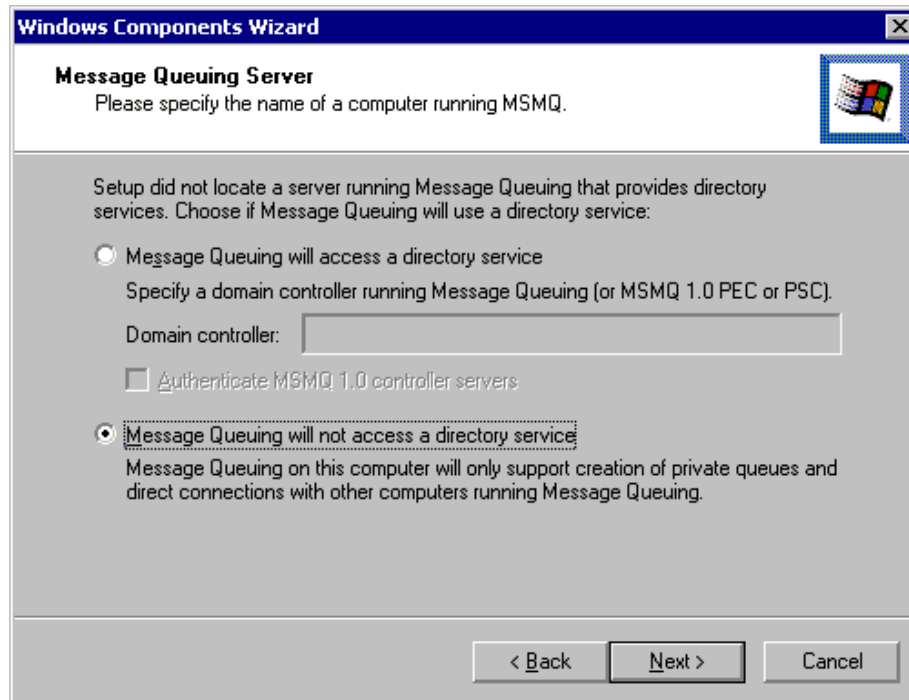 Windows Components Wizard
Message Queuing Server
Please specify the name of a computer running MSMQ.
Setup did not locate a server running Message Queuing that provides directory
services. Choose if Message Queuing will use a directory service:
Message Queuing will access a directory service
Specify a domain controller running Message Queuing (or MSMQ 1.0 PEC or PSC).
Domain controller:
Authenticate MSMQ 1.0 controller servers
Message Queuing will not access a directory service
Message Queuing on this computer will only support creation of private queues and
direct connections with other computers running Message Queuing.
< Back Next > Cancel